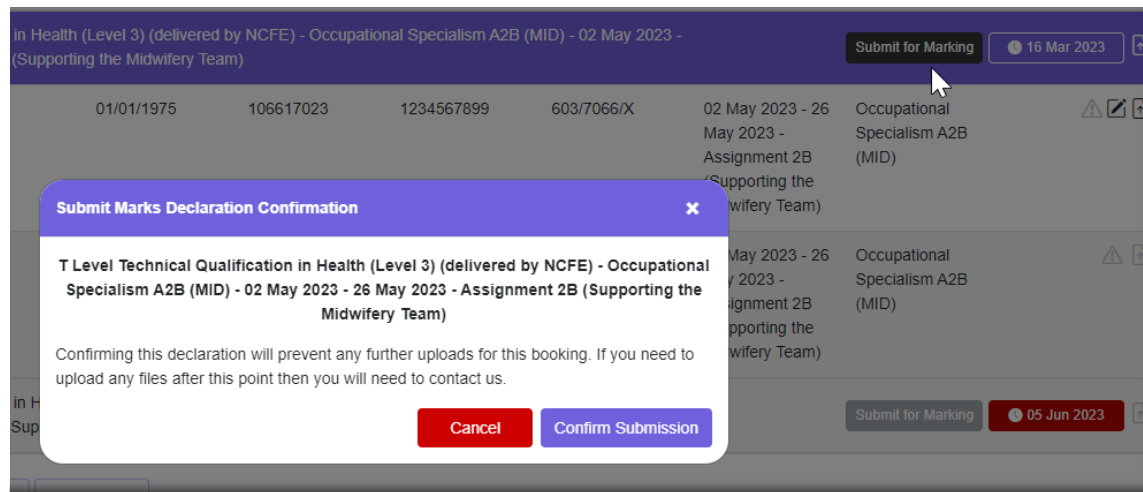 in Health (Level 3) (delivered by NCFE) - Occupational Specialism A2B (MID) - 02 May 2023 -
(Supporting the Midwifery Team)
Submit for Marking
16 Mar 2023
01/01/1975
106617023
1234567899
603/7066/X
02 May 2023 - 26
May 2023 -
Assignment 2B
(Supporting the
wifery Team)
Occupational
Specialism A2B
(MID)
Submit Marks Declaration Confirmation
T Level Technical Qualification in Health (Level 3) (delivered by NCFE) - Occupational
Specialism A2B (MID) - 02 May 2023 - 26 May 2023 - Assignment 2B (Supporting the
Midwifery Team)
Confirming this declaration will prevent any further uploads for this booking. If you need to
upload any files after this point then you will need to contact us.
Cancel
Confirm Submission
May 2023 - 26
y 2023 -
ignment 2B
pporting the
wifery Team)
Occupational
Specialism A2B
(MID)
in H
Sup
Submit for Marking
05 Jun 2023